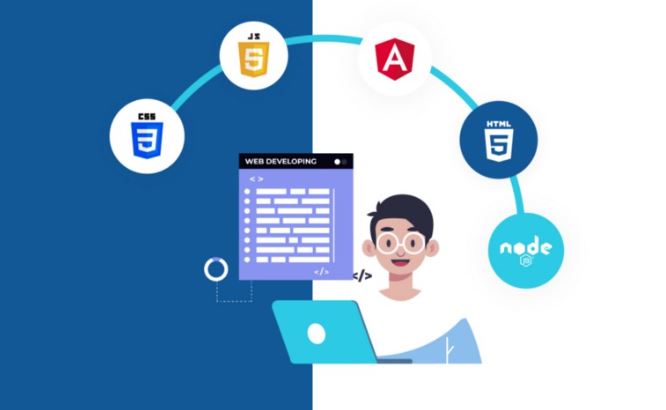 JS
CSS
HTML
WEB DEVELOPING
< >
</>
</>
node
JS